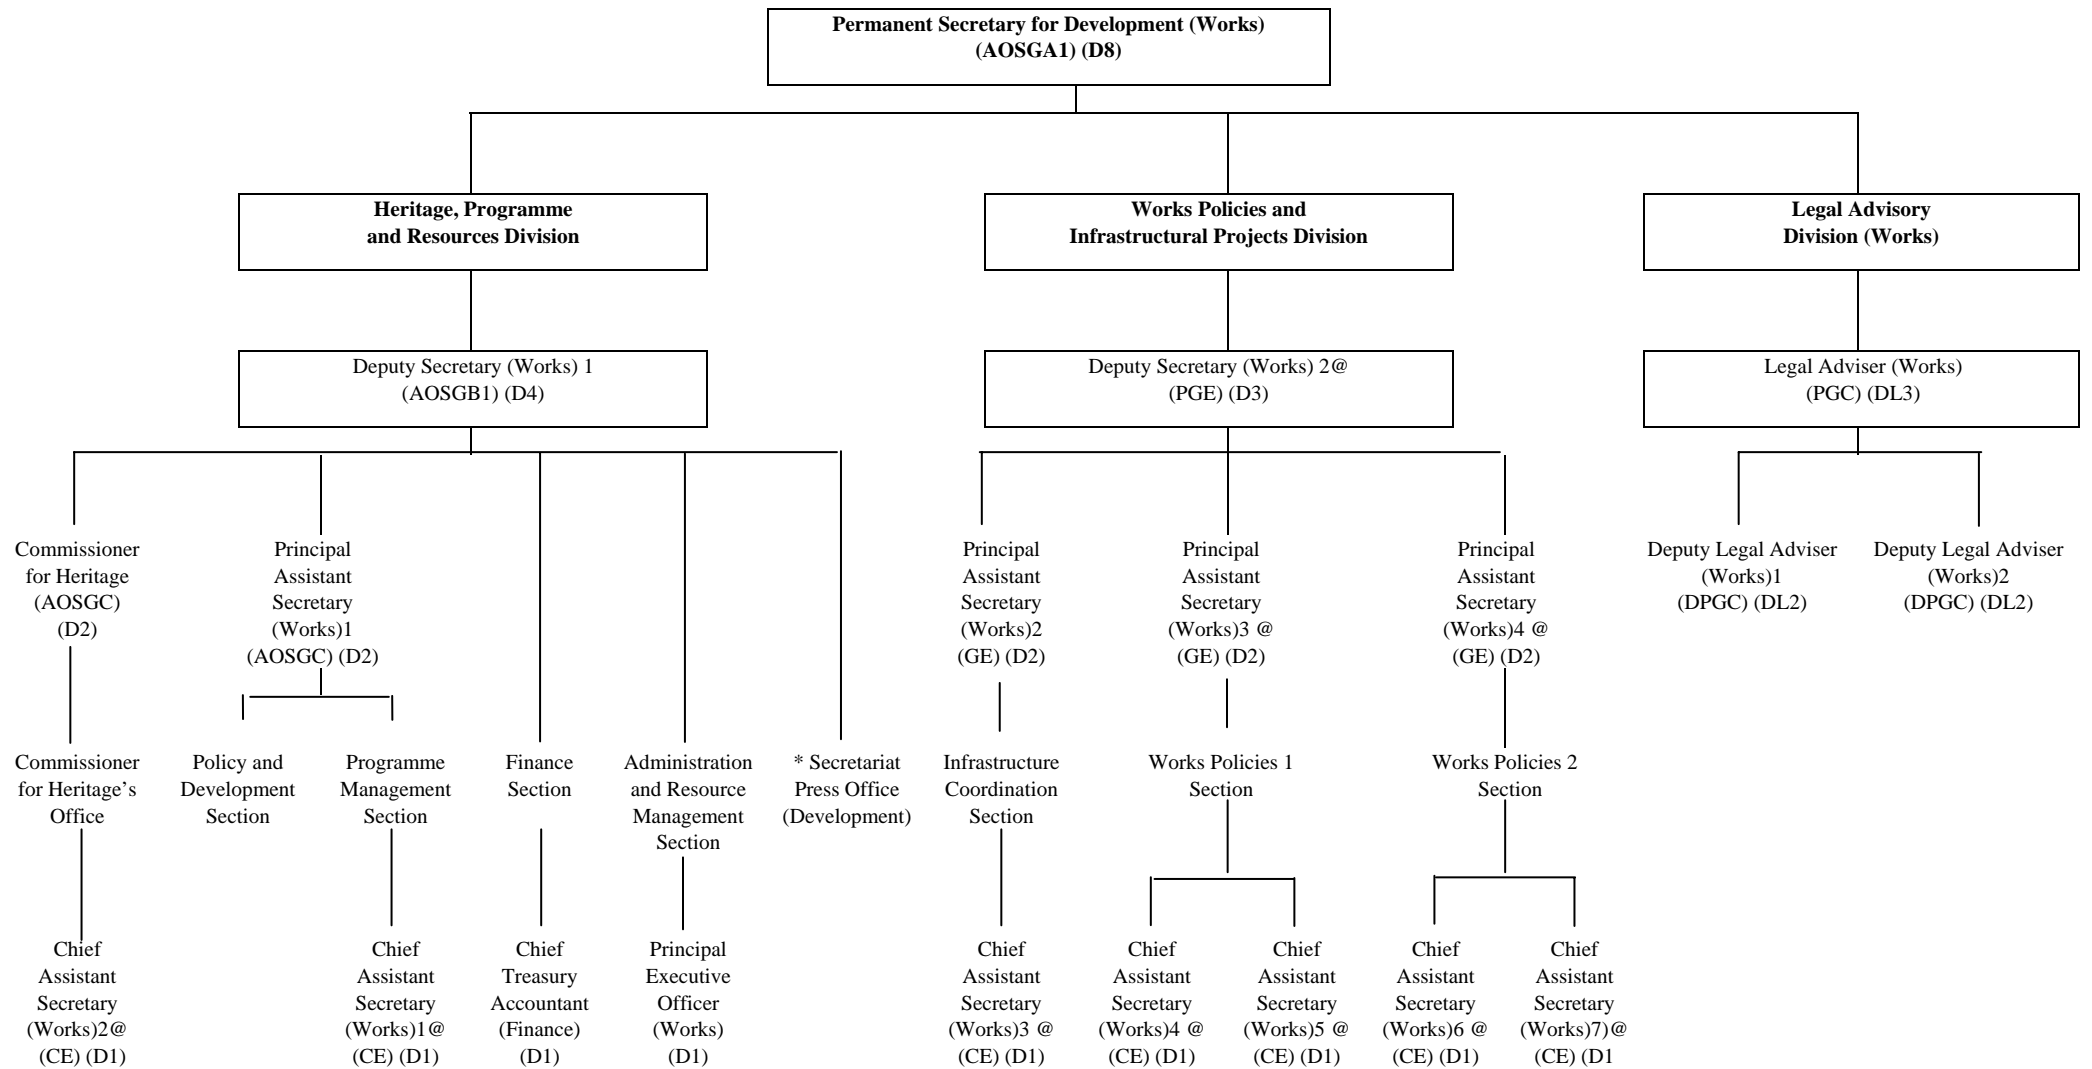 Permanent Secretary for Development (Works)
(AOSGA1) (D8)
Heritage, Programme
and Resources Division
Works Policies and
Infrastructural Projects Division
Legal Advisory
Division (Works)
Deputy Secretary (Works) 1
(AOSGB1) (D4)
Deputy Secretary (Works) 2@
(PGE) (D3)
Legal Adviser (Works)
(PGC) (DL3)
Commissioner
for Heritage
(AOSGC)
(D2)
Principal
Assistant
Secretary
(Works)1
(AOSGC) (D2)
Principal
Assistant
Secretary
(Works)2
(GE) (D2)
Principal
Assistant
Secretary
(Works)3 @
(GE) (D2)
Principal
Assistant
Secretary
(Works)4 @
(GE) (D2)
Deputy Legal Adviser
(Works)1
(DPGC) (DL2)
Deputy Legal Adviser
(Works)2
(DPGC) (DL2)
Commissioner
for Heritage’s
Office
Policy and
Development
Section
Programme
Management
Section
Finance
Section
Administration
and Resource
Management
Section
* Secretariat
Press Office
(Development)
Infrastructure
Coordination
Section
Works Policies 1
Section
Works Policies 2
Section
Chief
Assistant
Secretary
(Works)2@
(CE) (D1)
Chief
Assistant
Secretary
(Works)1@
(CE) (D1)
Chief
Treasury
Accountant
(Finance)
(D1)
Principal
Executive
Officer
(Works)
(D1)
Chief
Assistant
Secretary
(Works)3 @
(CE) (D1)
Chief
Assistant
Secretary
(Works)4 @
(CE) (D1)
Chief
Assistant
Secretary
(Works)5 @
(CE) (D1)
Chief
Assistant
Secretary
(Works)6 @
(CE) (D1)
Chief
Assistant
Secretary
(Works)7)@
(CE) (D1